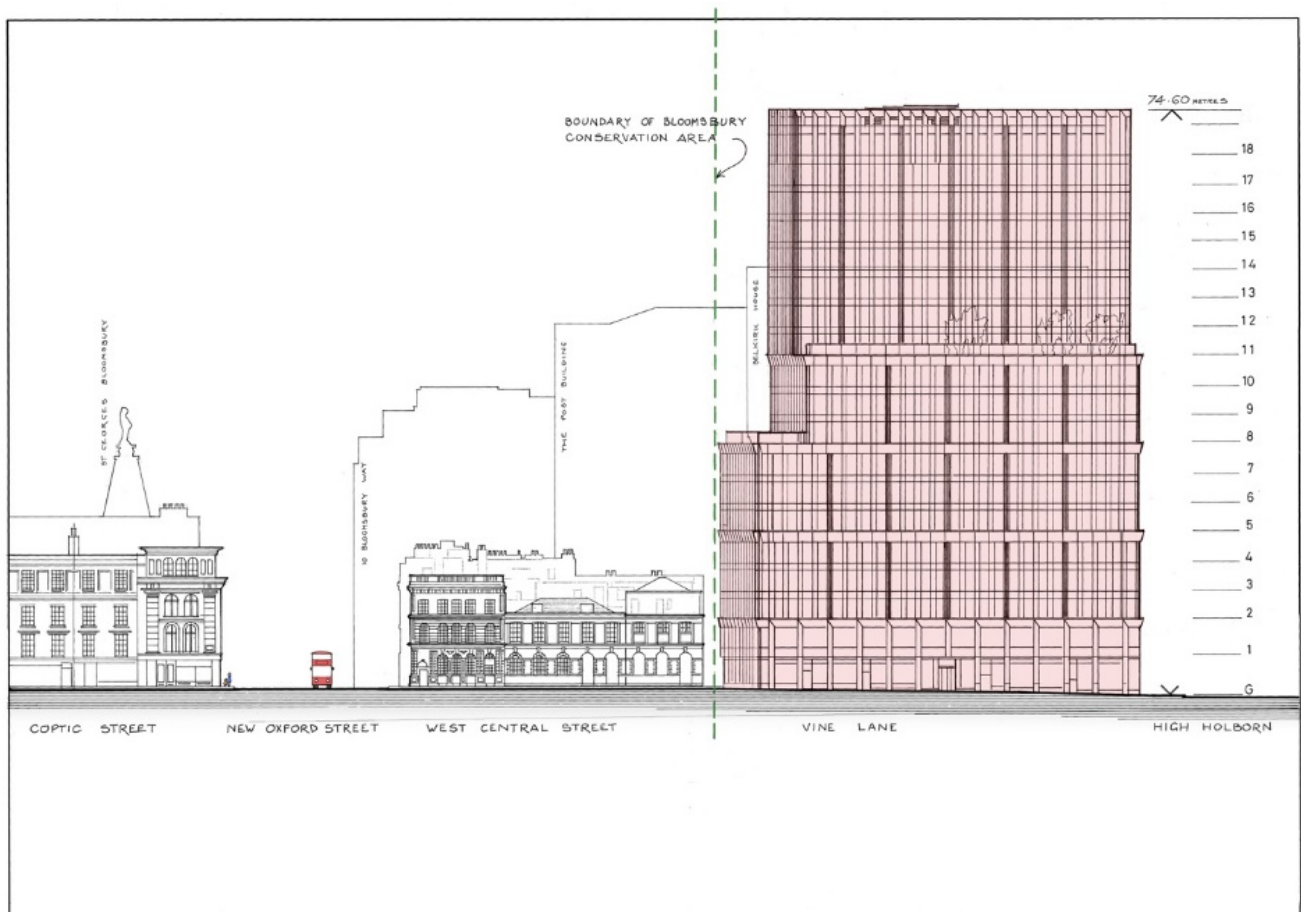 BOUNDARY OF BLOOMSBURY
CONSERVATION AREA
74.60 METRES
18
17
16
15
14
13
12
11
10
9
8
7
6
5
4
3
2
1
G
ST GEORGES BLOOMSBURY
10 BLOOMSBURY WAY
THE POST BUILDING
SELKIRK HOUSE
COPTIC STREET
NEW OXFORD STREET
WEST CENTRAL STREET
VINE LANE
HIGH HOLBORN